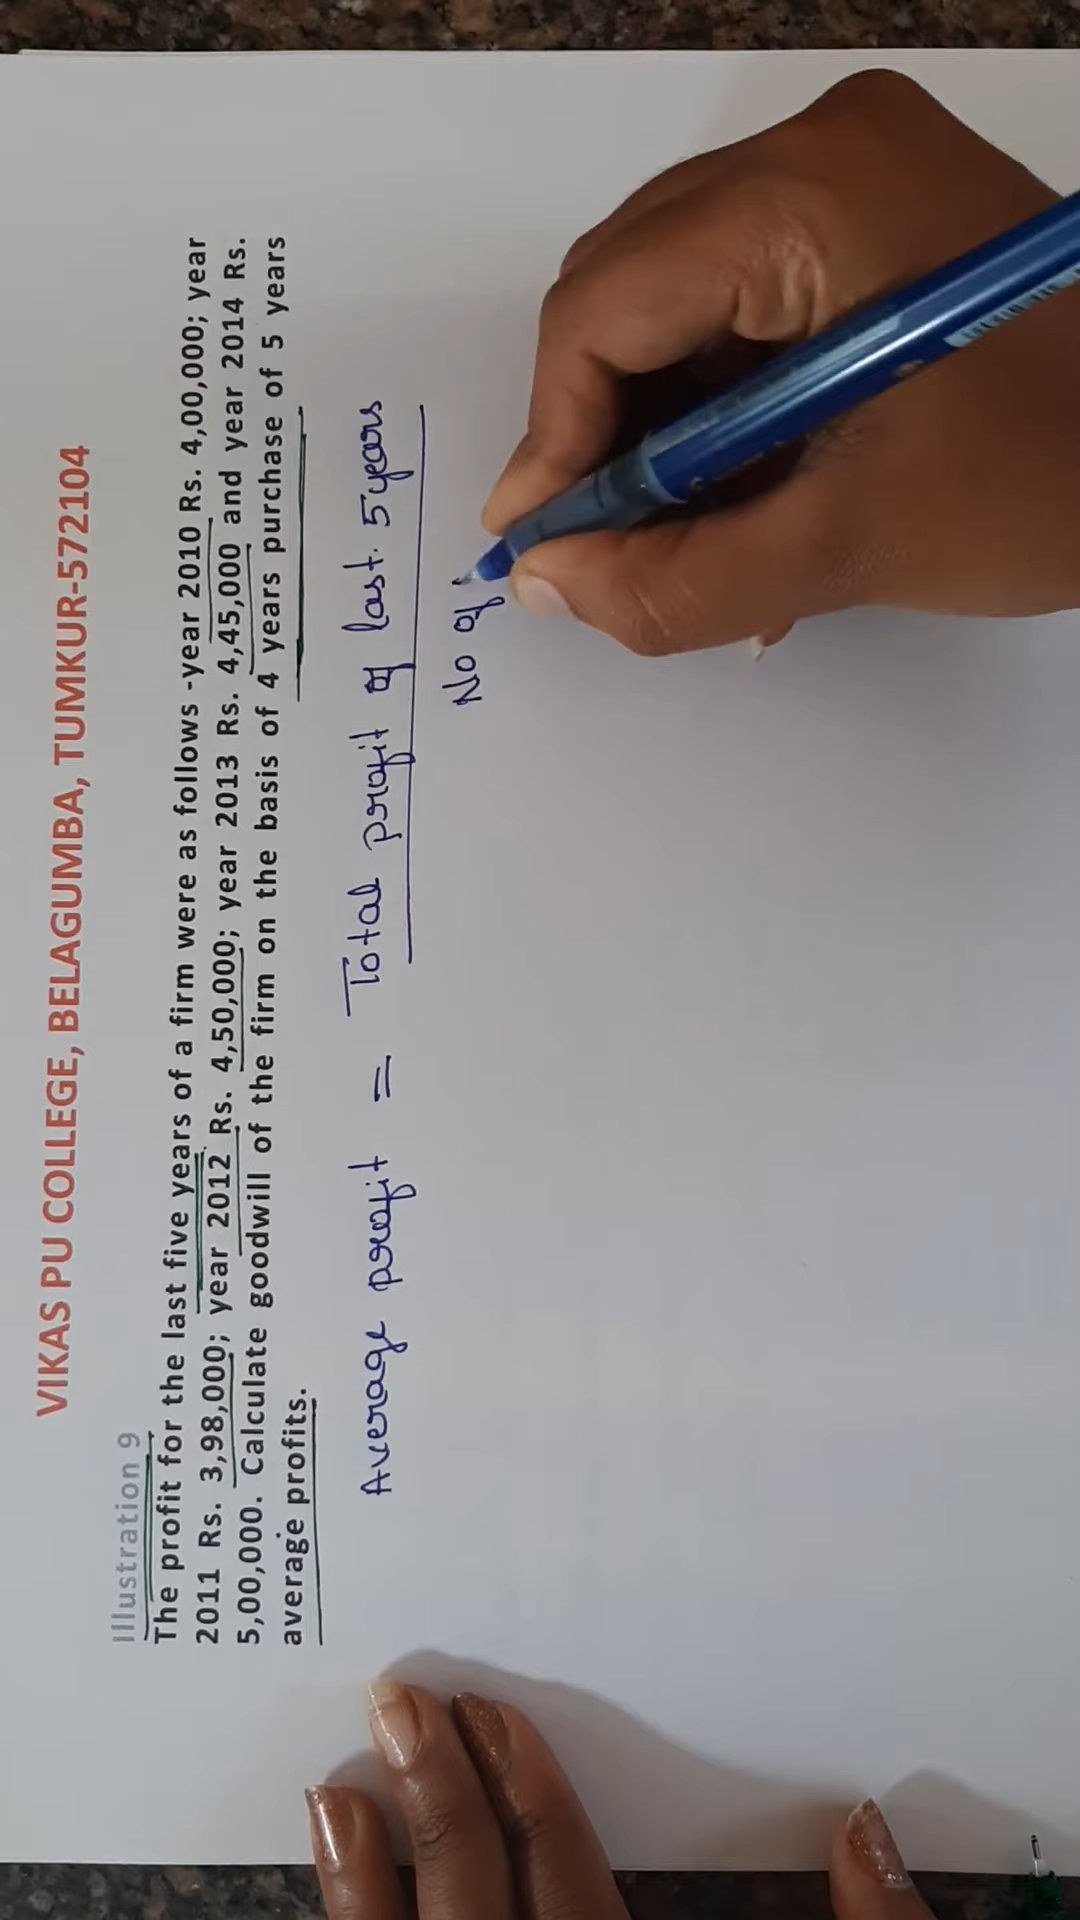 VIKAS PU COLLEGE, BELAGUMBA, TUMKUR-572104
Illustration 9
The profit for the last five years of a firm were as follows -year 2010 Rs. 4,00,000; year
2011 Rs. 3,98,000; year 2012 Rs. 4,50,000; year 2013 Rs. 4,45,000 and year 2014 Rs.
5,00,000. Calculate goodwill of the firm on the basis of 4 years purchase of 5 years
average profits.
Average profit = Total profit of last 5 years
No of